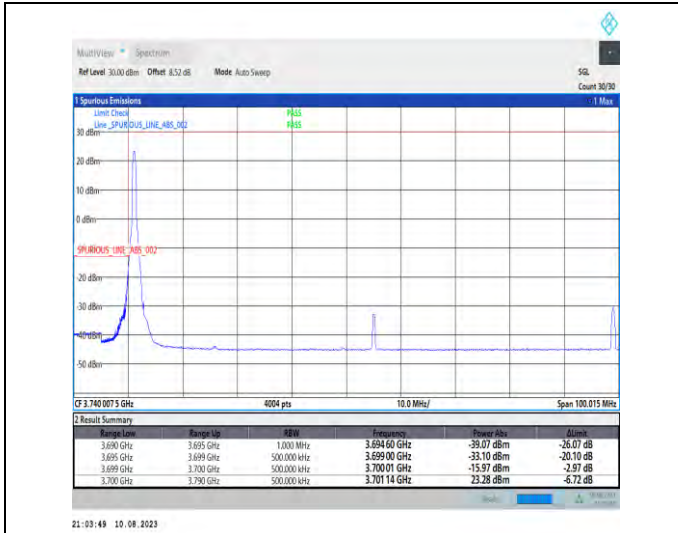 MultiView Spectrum
Ref Level 30.00 dBm Offset 8.52 dB Mode Auto Sweep SGL
Count 30/30
1 Spurious Emissions 1 Max
Limit Check PASS
Line _SPURIOUS_LINE_ABS_002 PASS
30 dBm
20 dBm
10 dBm
0 dBm
SPURIOUS_LINE_ABS_002
-20 dBm
-30 dBm
-40 dBm
-50 dBm
CF 3.740 007 5 GHz 4004 pts 10.0 MHz/ Span 100.015 MHz
2 Result Summary
Range Low Range Up RBW Frequency Power Abs ΔLimit
3.690 GHz 3.695 GHz 1.000 MHz 3.694 60 GHz -39.07 dBm -26.07 dB
3.695 GHz 3.699 GHz 500.000 kHz 3.699 00 GHz -33.10 dBm -20.10 dB
3.699 GHz 3.700 GHz 500.000 kHz 3.700 01 GHz -15.97 dBm -2.97 dB
3.700 GHz 3.790 GHz 500.000 kHz 3.701 14 GHz 23.28 dBm -6.72 dB
21:03:49 10.08.2023